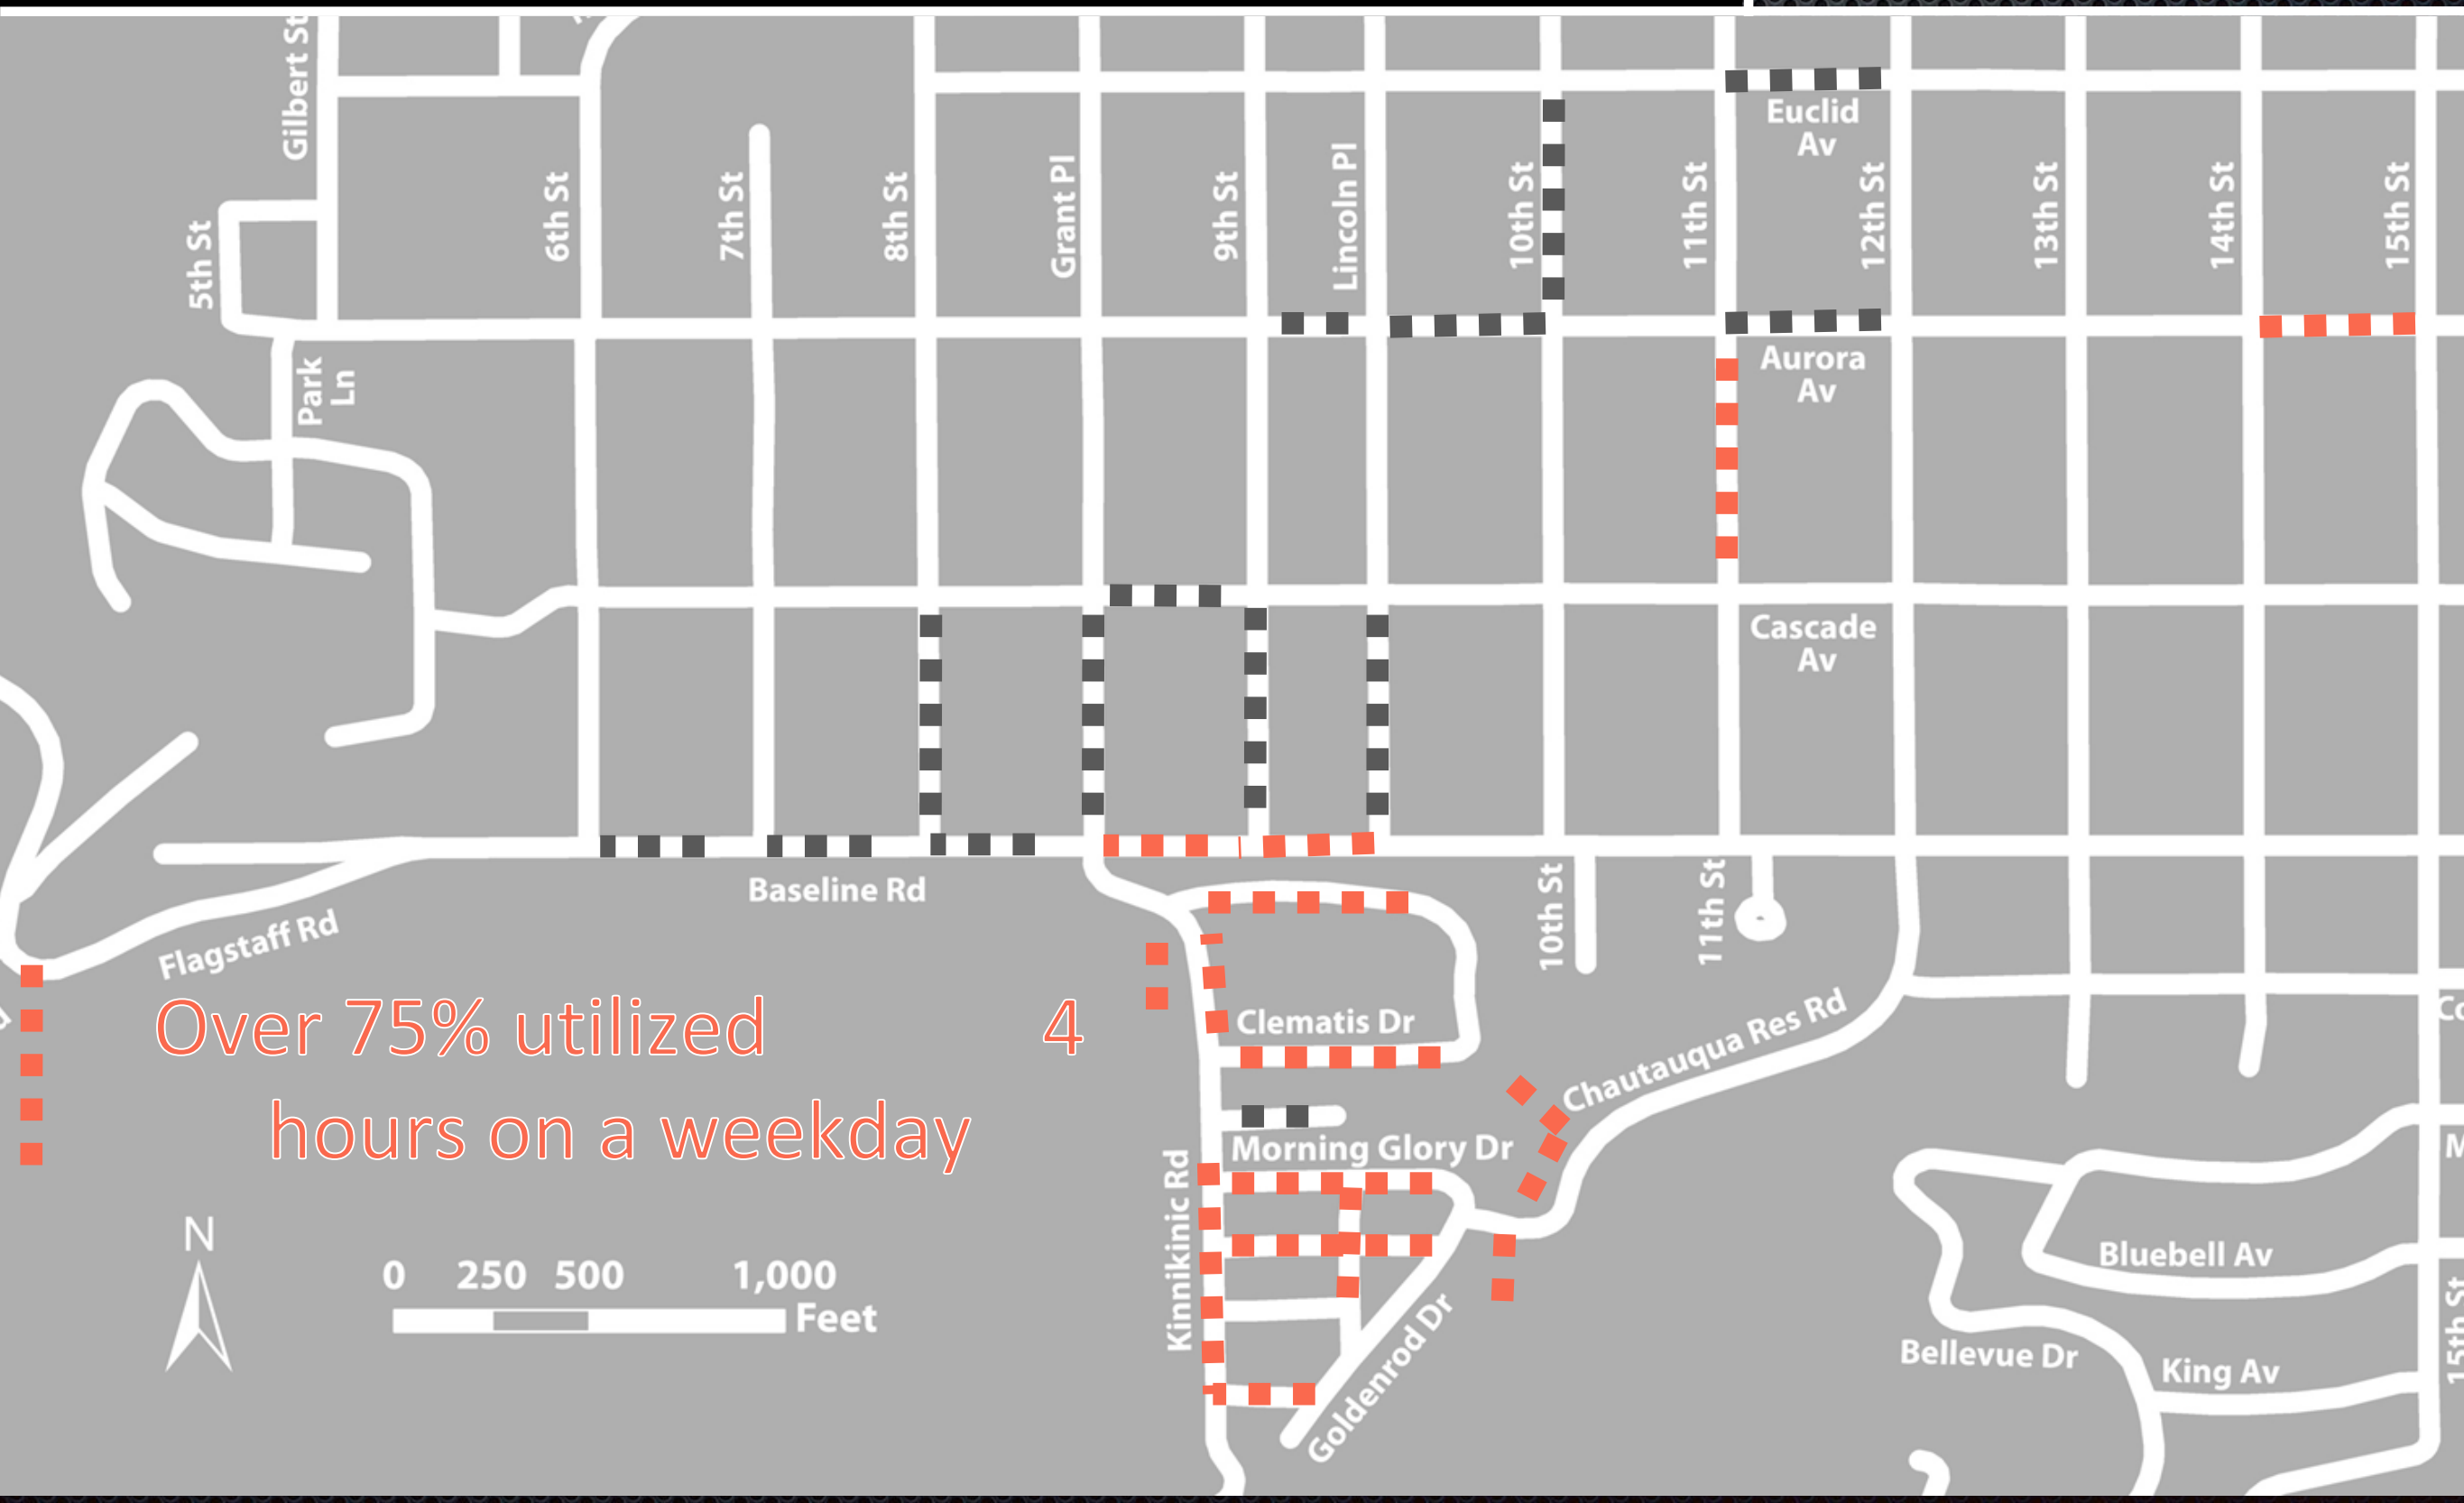 Gilbert St
Euclid
Av
5th St
6th St
7th St
8th St
Grant Pl
9th St
Lincoln Pl
10th St
11th St
12th St
13th St
14th St
15th St
Park
Ln
Aurora
Av
Cascade
Av
Baseline Rd
Flagstaff Rd
10th St
11th St
Over 75% utilized 4
hours on a weekday
Clematis Dr
Chautauqua Res Rd
Morning Glory Dr
Kinnikinic Rd
Goldenrod Dr
Bluebell Av
Bellevue Dr
King Av
15th St
N
0 250 500 1,000
Feet